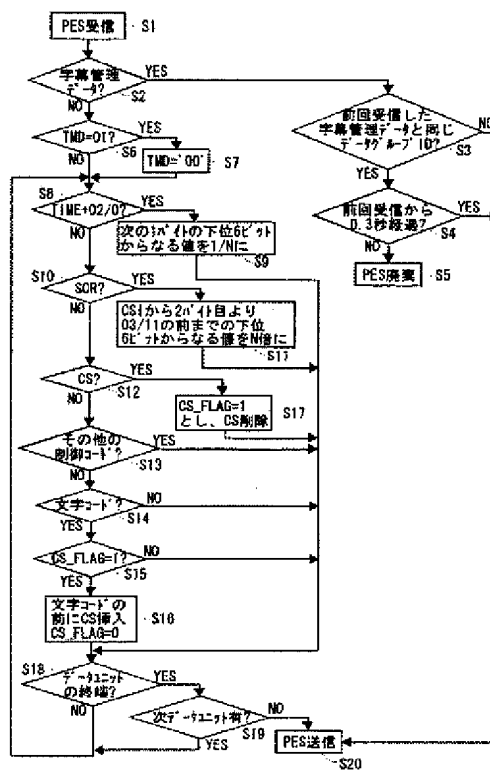 PES受信
S1
字幕管理
データ?
YES
NO
S2
TMD=01?
YES
NO
S6
TMD='00'
S7
前回受信した
字幕管理データと同じ
データグループID?
NO
YES
S3
前回受信から
0.3秒経過?
YES
NO
S4
PES廃棄
S5
S8
TIME+02/0?
YES
NO
次の1バイトの下位6ビット
からなる値を1/Nに
S9
S10
SCR?
YES
NO
CSIから2バイト目より
03/11の前までの下位
6ビットからなる値をN倍に
S11
CS?
YES
NO
S12
CS_FLAG=1
とし、CS削除
S17
その他の
制御コード?
YES
NO
S13
文字コード?
NO
YES
S14
CS_FLAG=1?
NO
YES
S15
文字コードの
前にCS挿入
CS_FLAG=0
S16
S18
データユニット
の終端?
YES
NO
次データユニット有?
NO
YES
S19
PES送信
S20